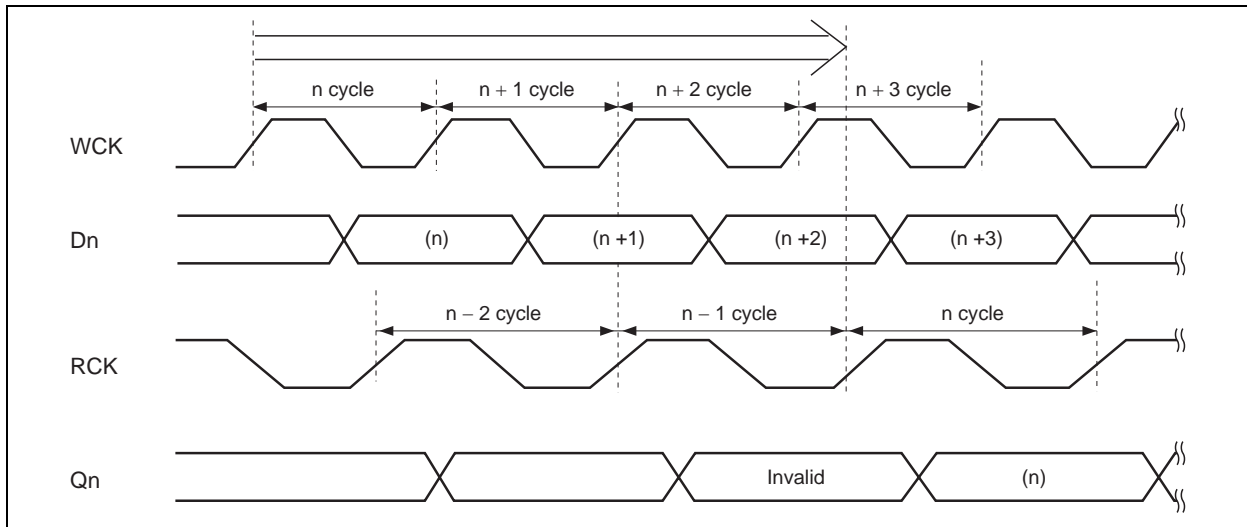 n cycle n + 1 cycle n + 2 cycle n + 3 cycle
WCK
Dn (n) (n +1) (n +2) (n +3)
n − 2 cycle n − 1 cycle n cycle
RCK
Qn Invalid (n)